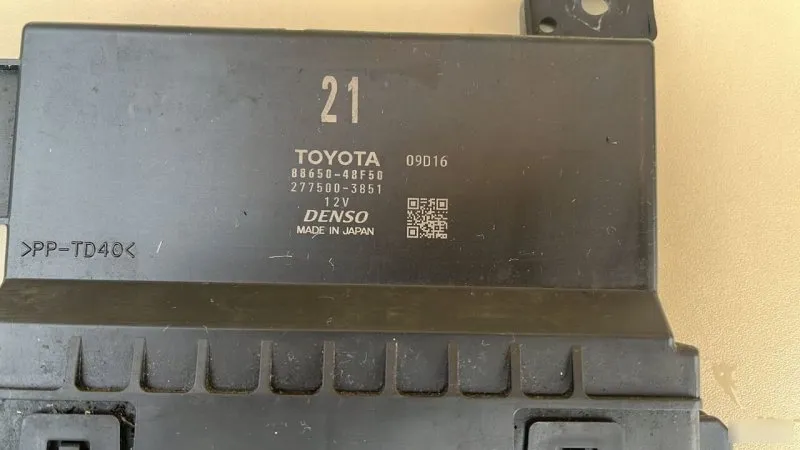 21
TOYOTA 09D16
88650-48F50
277500-3851
12V
DENSO
MADE IN JAPAN
>PP-TD40<